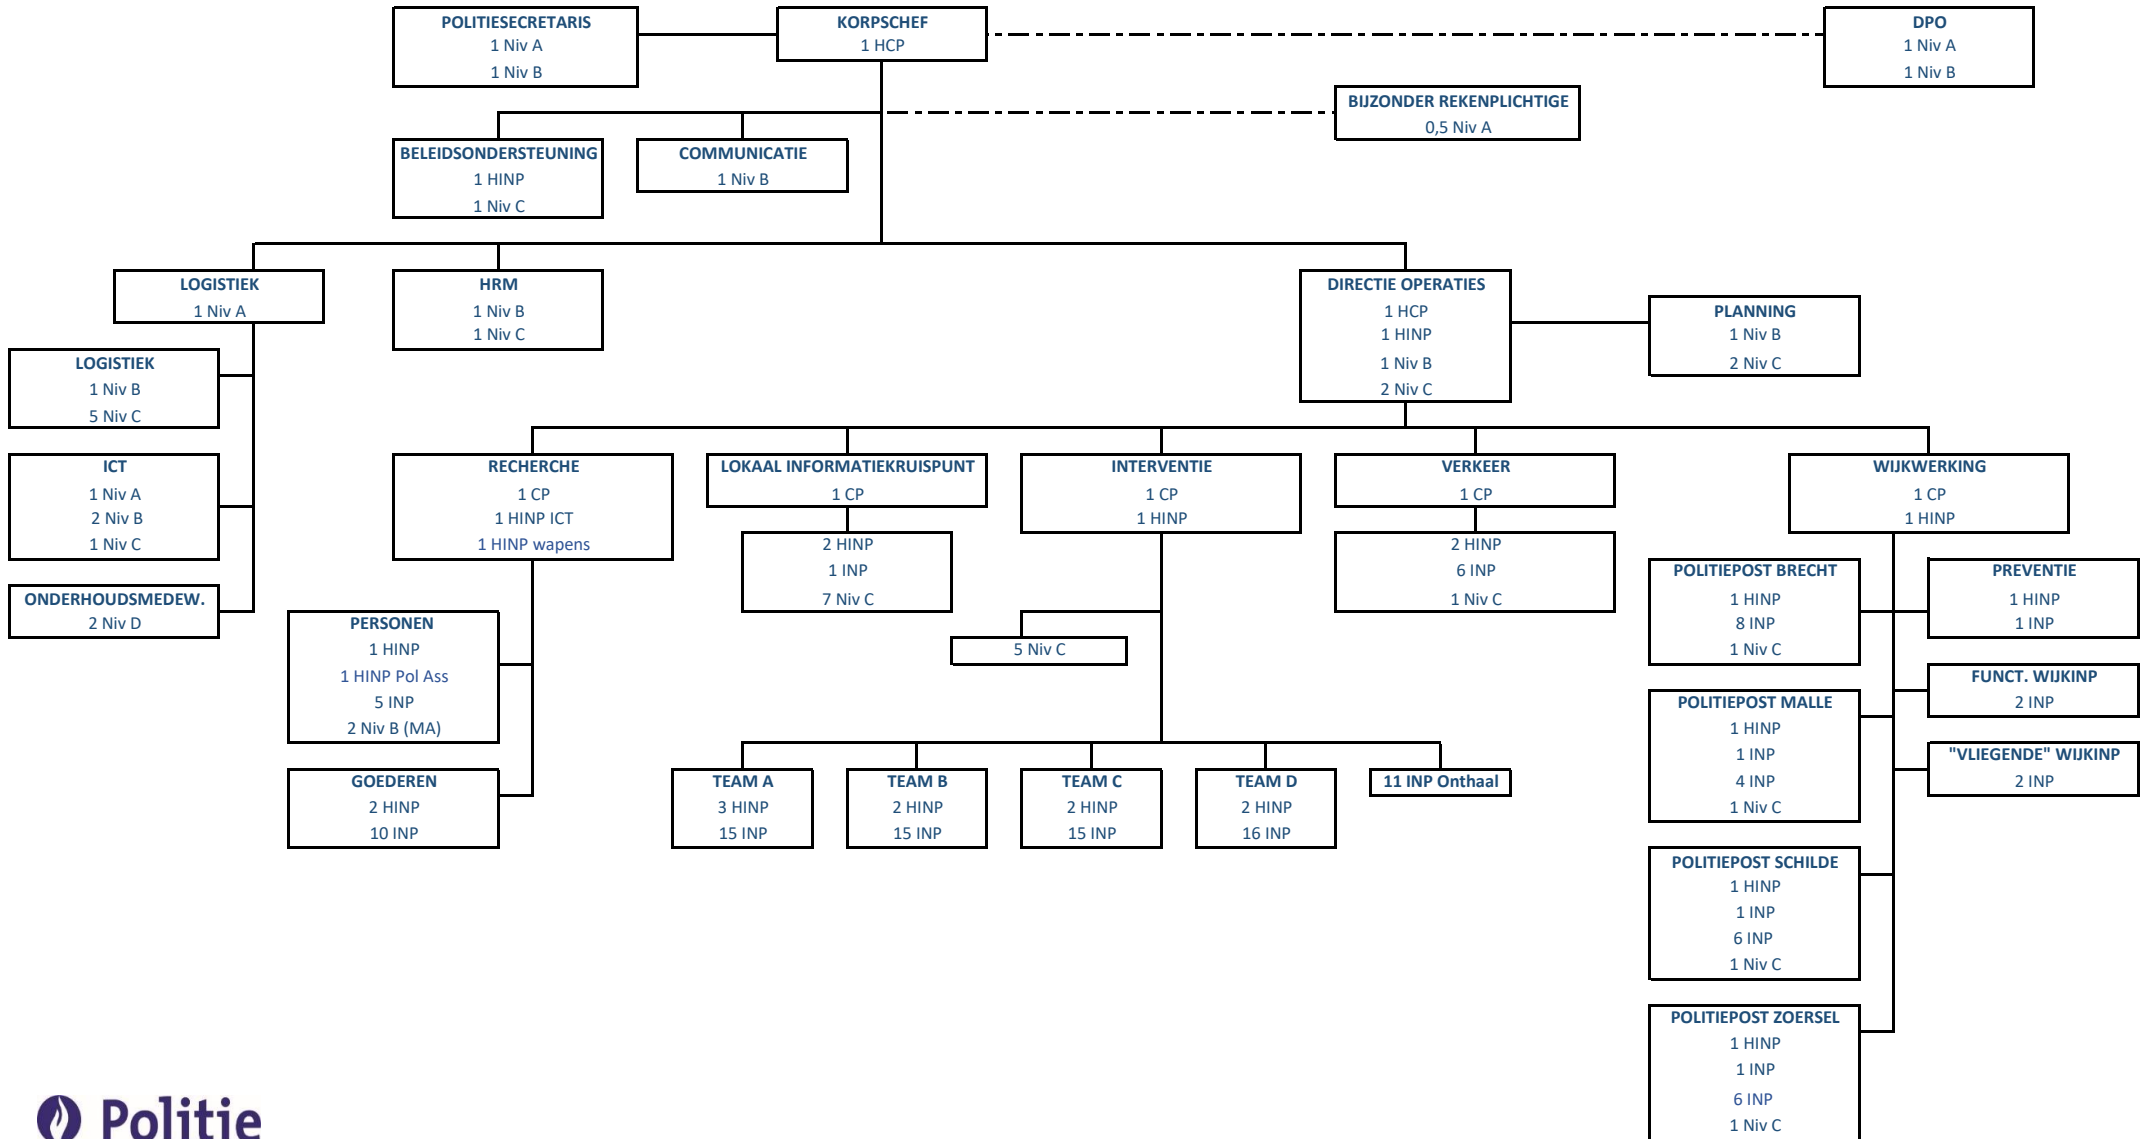 POLITIESECRETARIS
1 Niv A
1 Niv B
KORPSCHEF
1 HCP
DPO
1 Niv A
1 Niv B
BIJZONDER REKENPLICHTIGE
0,5 Niv A
BELEIDSONDERSTEUNING
1 HINP
1 Niv C
COMMUNICATIE
1 Niv B
LOGISTIEK
1 Niv A
HRM
1 Niv B
1 Niv C
DIRECTIE OPERATIES
1 HCP
1 HINP
1 Niv B
2 Niv C
PLANNING
1 Niv B
2 Niv C
LOGISTIEK
1 Niv B
5 Niv C
ICT
1 Niv A
2 Niv B
1 Niv C
ONDERHOUDSMEDEW.
2 Niv D
RECHERCHE
1 CP
1 HINP ICT
1 HINP wapens
PERSONEN
1 HINP
1 HINP Pol Ass
5 INP
2 Niv B (MA)
GOEDEREN
2 HINP
10 INP
LOKAAL INFORMATIEKRUISPUNT
1 CP
2 HINP
1 INP
7 Niv C
INTERVENTIE
1 CP
1 HINP
5 Niv C
TEAM A
3 HINP
15 INP
TEAM B
2 HINP
15 INP
TEAM C
2 HINP
15 INP
TEAM D
2 HINP
16 INP
11 INP Onthaal
VERKEER
1 CP
2 HINP
6 INP
1 Niv C
WIJKWERKING
1 CP
1 HINP
POLITIEPOST BRECHT
1 HINP
8 INP
1 Niv C
PREVENTIE
1 HINP
1 INP
FUNCT. WIJKINP
2 INP
POLITIEPOST MALLE
1 HINP
1 INP
4 INP
1 Niv C
"VLIEGENDE" WIJKINP
2 INP
POLITIEPOST SCHILDE
1 HINP
1 INP
6 INP
1 Niv C
POLITIEPOST ZOERSEL
1 HINP
1 INP
6 INP
1 Niv C
Politie